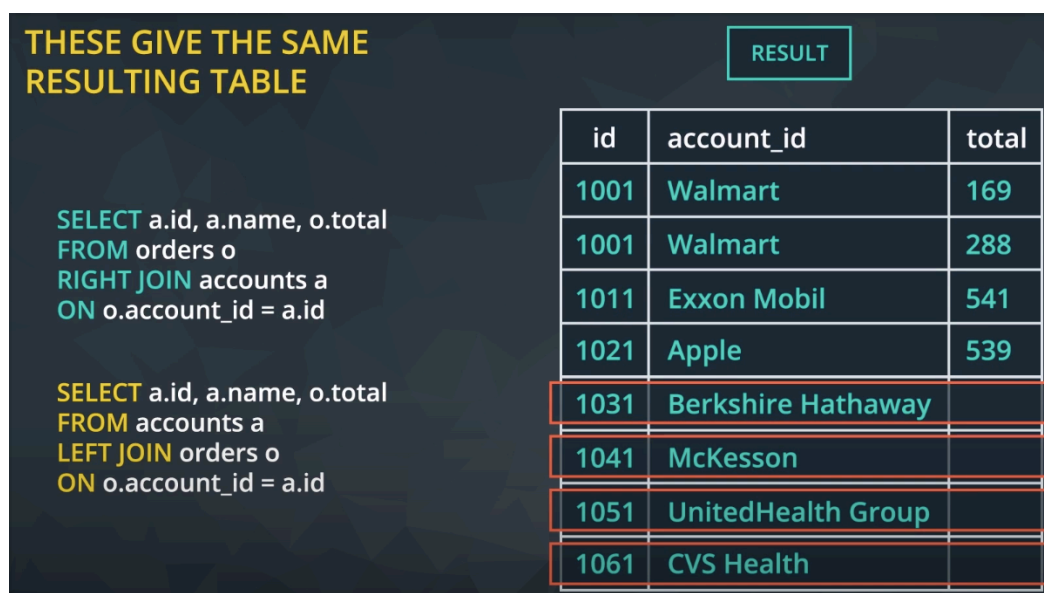 THESE GIVE THE SAME
RESULTING TABLE
SELECT a.id, a.name, o.total
FROM orders o
RIGHT JOIN accounts a
ON o.account_id = a.id
SELECT a.id, a.name, o.total
FROM accounts a
LEFT JOIN orders o
ON o.account_id = a.id
RESULT
id account_id total
1001 Walmart 169
1001 Walmart 288
1011 Exxon Mobil 541
1021 Apple 539
1031 Berkshire Hathaway
1041 McKesson
1051 UnitedHealth Group
1061 CVS Health